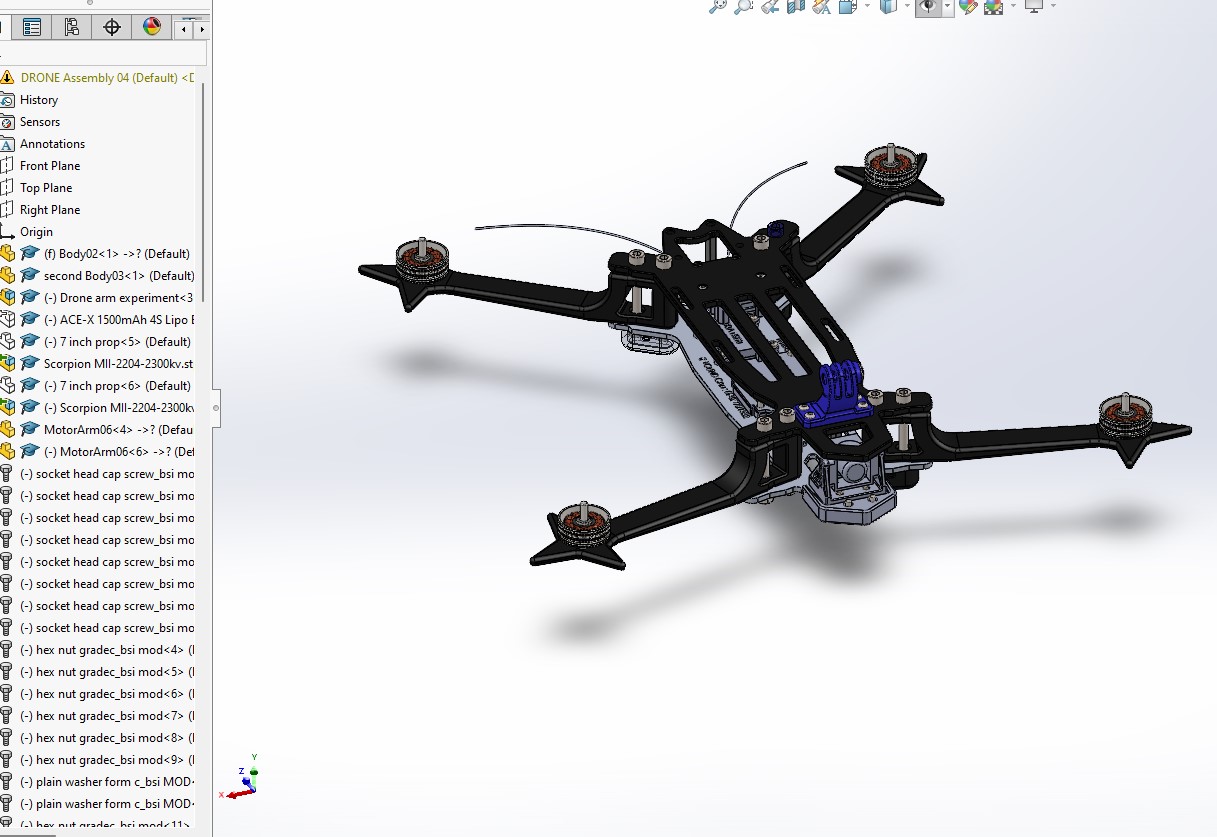 DRONE Assembly 04 (Default) <D
History
Sensors
Annotations
Front Plane
Top Plane
Right Plane
Origin
(f) Body02<1> ->? (Default)
second Body03<1> (Default)
(-) Drone arm experiment<3
(-) ACE-X 1500mAh 4S Lipo B
(-) 7 inch prop<5> (Default)
Scorpion MII-2204-2300kv.st
(-) 7 inch prop<6> (Default)
(-) Scorpion MII-2204-2300kv
MotorArm06<4> ->? (Defau
(-) MotorArm06<6> ->? (Def
(-) socket head cap screw_bsi mo
(-) socket head cap screw_bsi mo
(-) socket head cap screw_bsi mo
(-) socket head cap screw_bsi mo
(-) socket head cap screw_bsi mo
(-) socket head cap screw_bsi mo
(-) socket head cap screw_bsi mo
(-) socket head cap screw_bsi mo
(-) hex nut gradec_bsi mod<4> (
(-) hex nut gradec_bsi mod<5> (
(-) hex nut gradec_bsi mod<6> (
(-) hex nut gradec_bsi mod<7> (
(-) hex nut gradec_bsi mod<8> (
(-) hex nut gradec_bsi mod<9> (
(-) plain washer form c_bsi MOD
(-) plain washer form c_bsi MOD
(-) hex nut gradec_bsi mod<11>
Y
Z
X